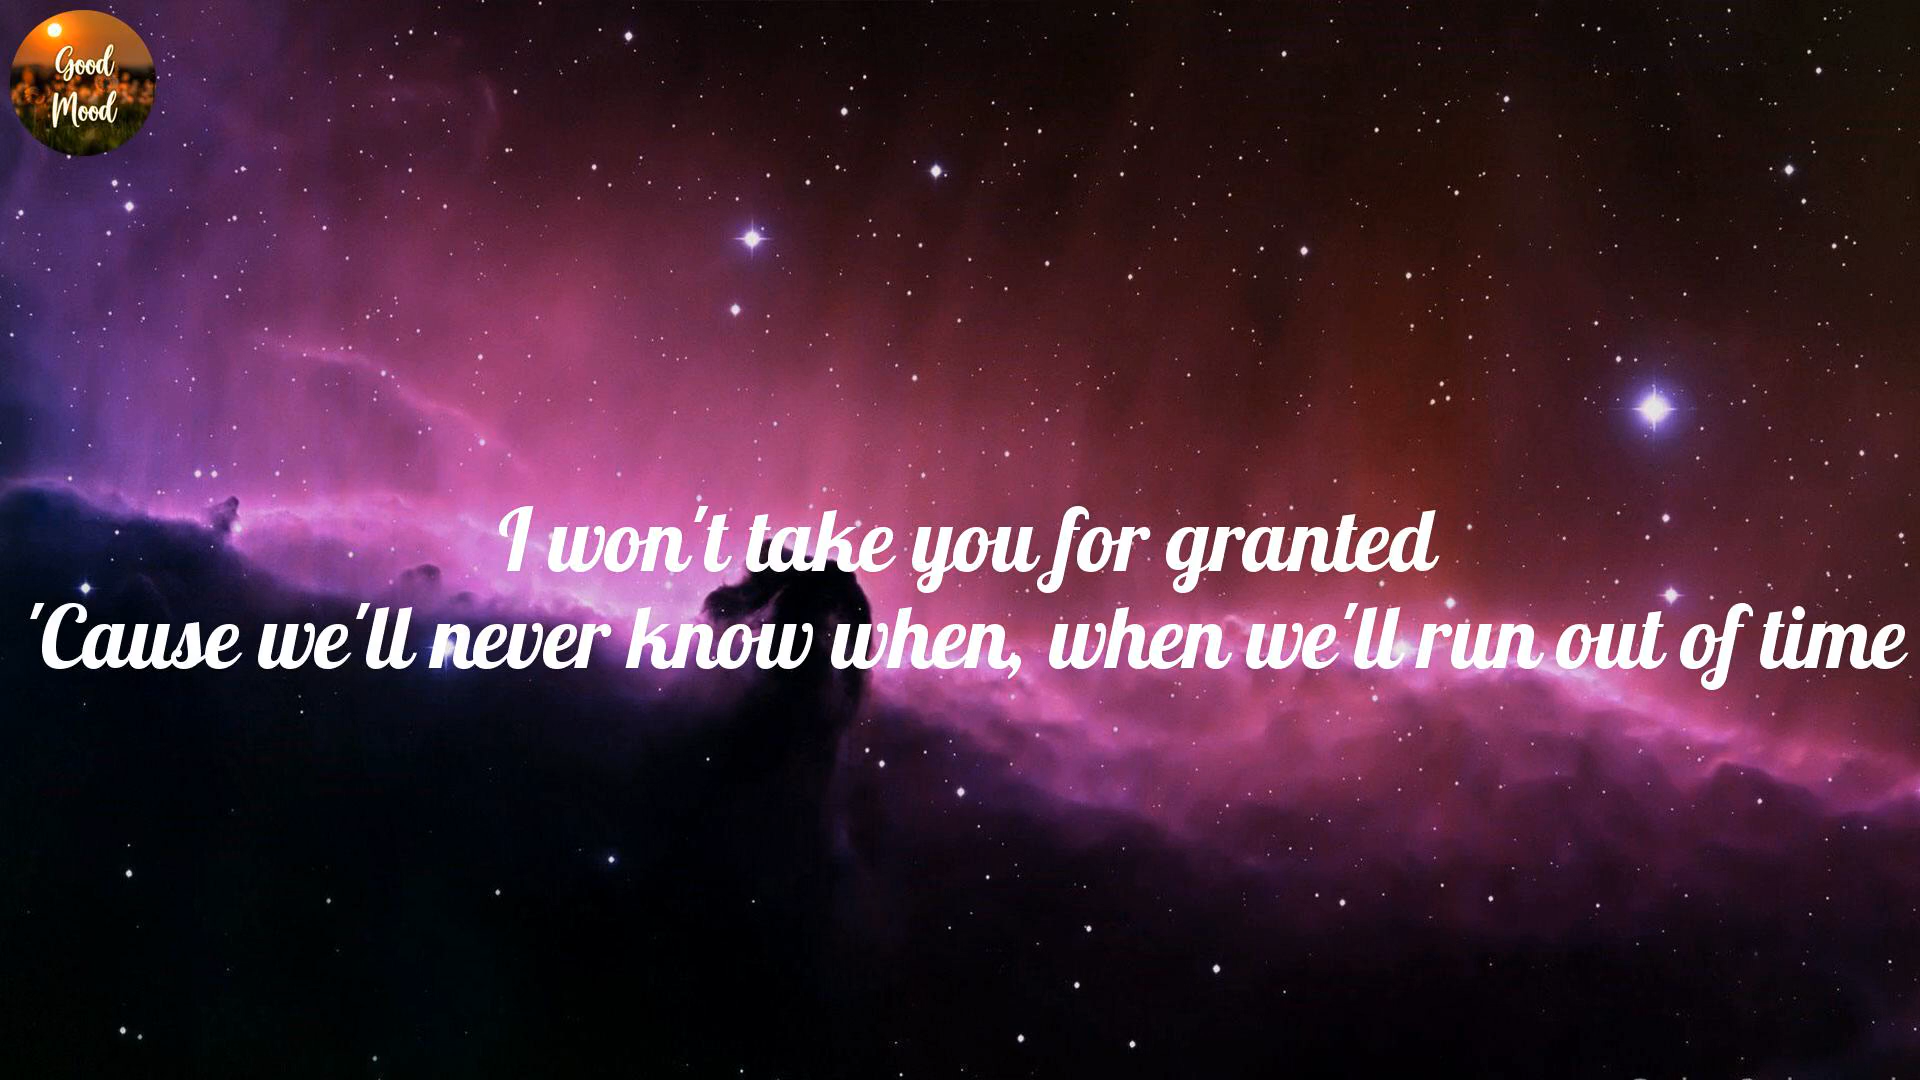 Good
Mood
I won't take you for granted
'Cause we'll never know when, when we'll run out of time